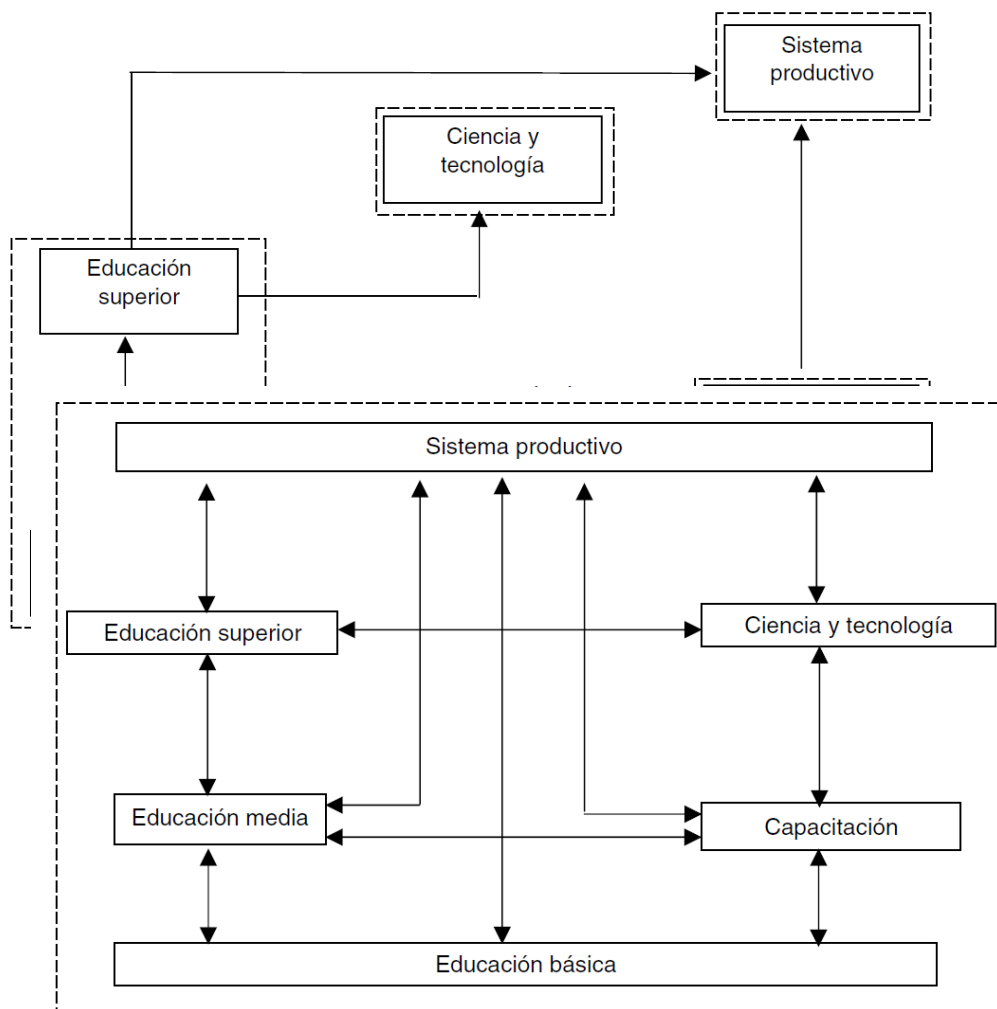 Sistema
productivo
Ciencia y
tecnología
Educación
superior
Sistema productivo
Educación superior
Ciencia y tecnología
Educación media
Capacitación
Educación básica